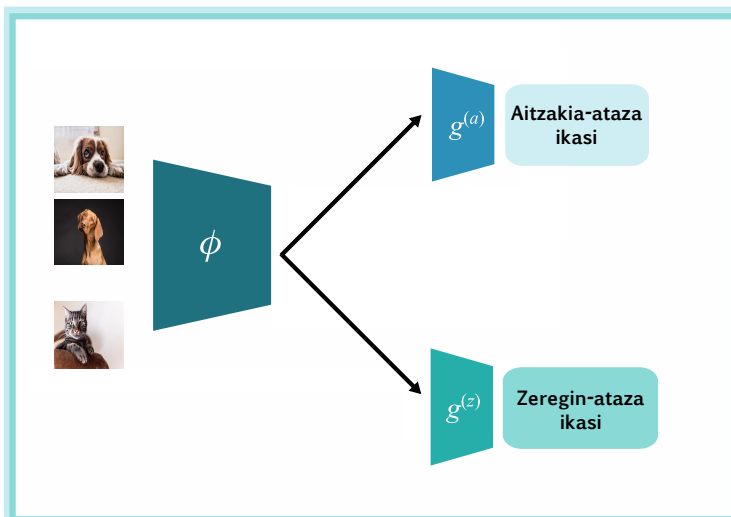 g(a)
Aitzakia-ataza
ikasi
ϕ
g(z)
Zeregin-ataza
ikasi